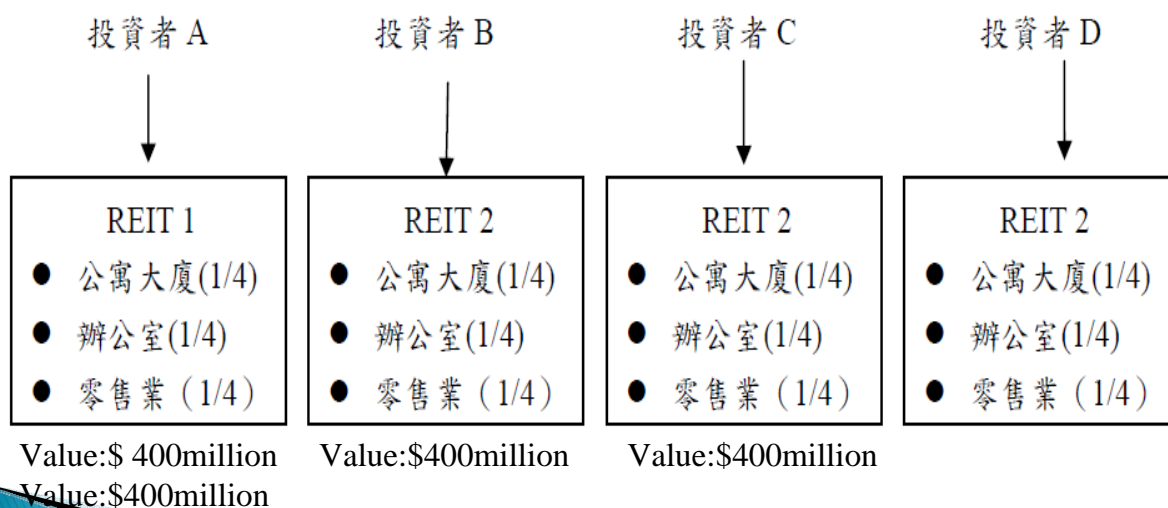 投資者 A
投資者 B
投資者 C
投資者 D
REIT 1
● 公寓大廈(1/4)
● 辦公室(1/4)
● 零售業（1/4）
REIT 2
● 公寓大廈(1/4)
● 辦公室(1/4)
● 零售業（1/4）
REIT 2
● 公寓大廈(1/4)
● 辦公室(1/4)
● 零售業（1/4）
REIT 2
● 公寓大廈(1/4)
● 辦公室(1/4)
● 零售業（1/4）
Value:$ 400million
Value:$400million
Value:$400million
Value:$400million